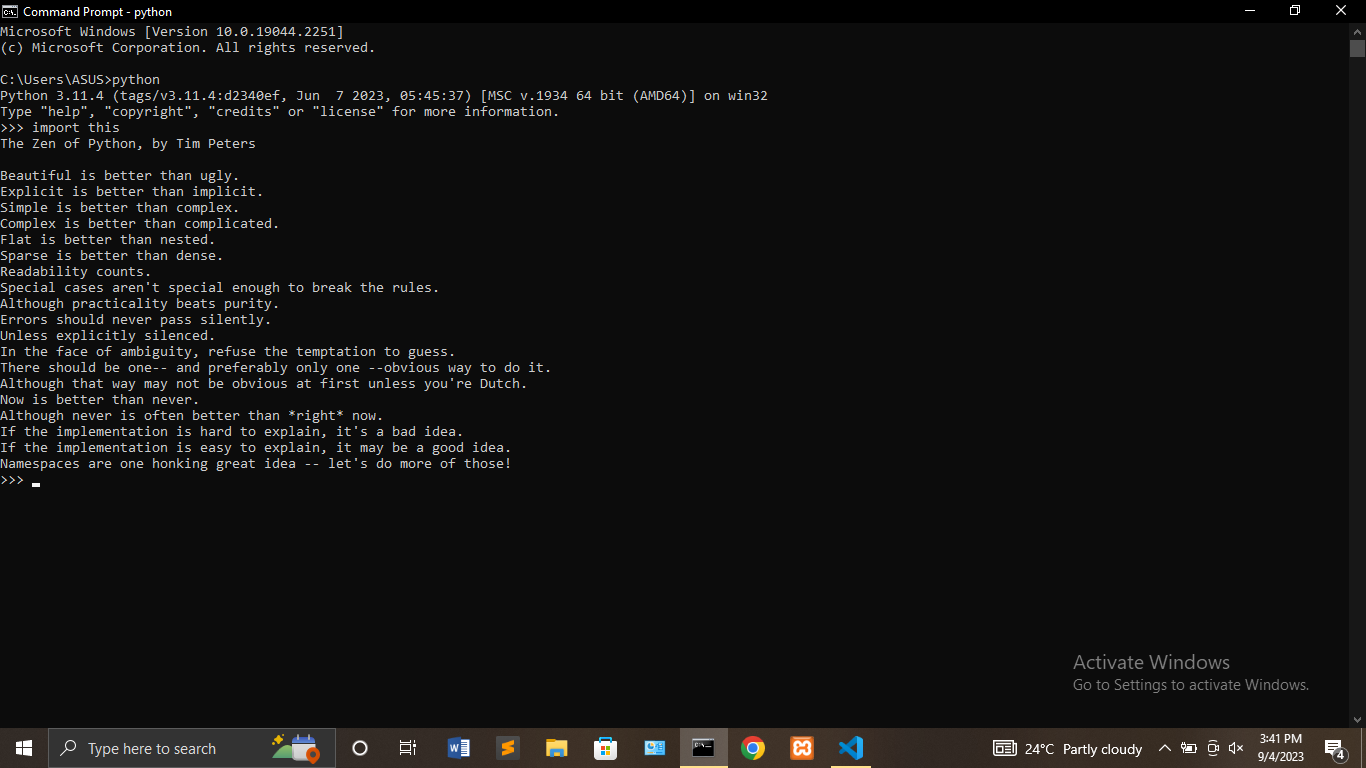 Command Prompt - python
Microsoft Windows [Version 10.0.19044.2251]
(c) Microsoft Corporation. All rights reserved.
C:\Users\ASUS>python
Python 3.11.4 (tags/v3.11.4:d2340ef, Jun  7 2023, 05:45:37) [MSC v.1934 64 bit (AMD64)] on win32
Type "help", "copyright", "credits" or "license" for more information.
>>> import this
The Zen of Python, by Tim Peters
Beautiful is better than ugly.
Explicit is better than implicit.
Simple is better than complex.
Complex is better than complicated.
Flat is better than nested.
Sparse is better than dense.
Readability counts.
Special cases aren't special enough to break the rules.
Although practicality beats purity.
Errors should never pass silently.
Unless explicitly silenced.
In the face of ambiguity, refuse the temptation to guess.
There should be one-- and preferably only one --obvious way to do it.
Although that way may not be obvious at first unless you're Dutch.
Now is better than never.
Although never is often better than *right* now.
If the implementation is hard to explain, it's a bad idea.
If the implementation is easy to explain, it may be a good idea.
Namespaces are one honking great idea -- let's do more of those!
>>>
Activate Windows
Go to Settings to activate Windows.
Type here to search
24°C Partly cloudy
3:41 PM
9/4/2023
4